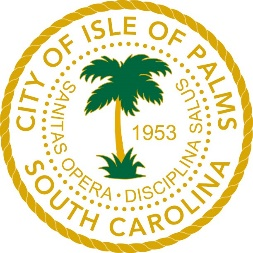 CITY OF ISLE OF PALMS
SANITAS OPERA · DISCIPLINA SALUS
1953
SOUTH CAROLINA